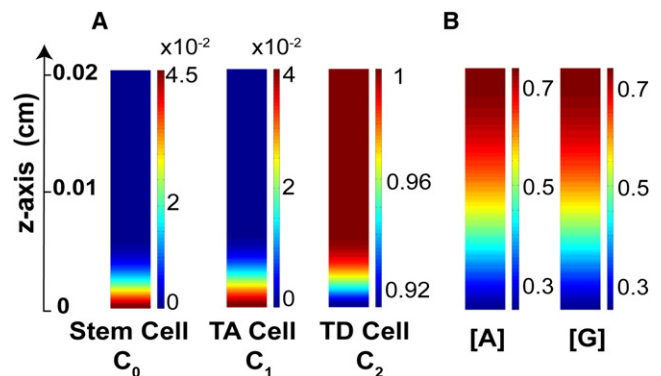 A
B
x10⁻²
x10⁻²
z-axis (cm)
0.02
0.01
0
4.5
2
0
4
2
0
1
0.96
0.92
0.7
0.5
0.3
0.7
0.5
0.3
Stem Cell
C₀
TA Cell
C₁
TD Cell
C₂
[A]
[G]